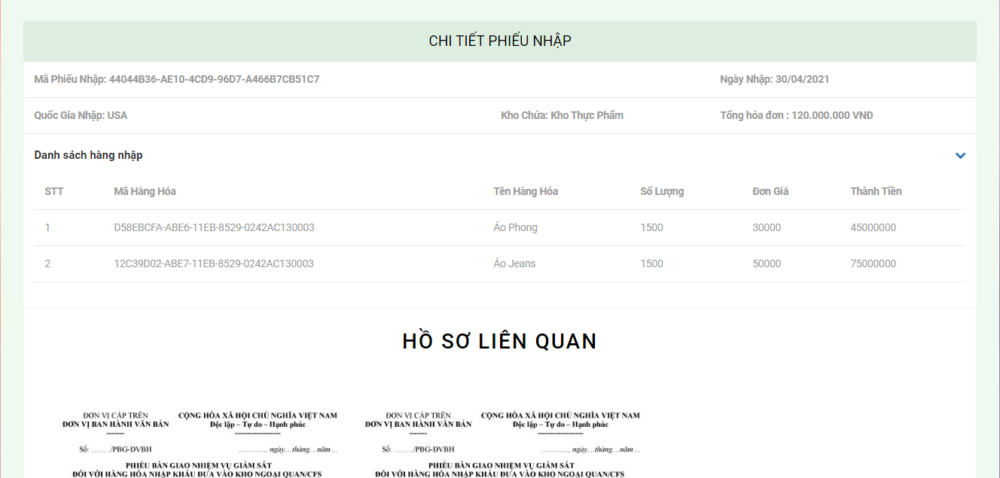 CHI TIẾT PHIẾU NHẬP
Mã Phiếu Nhập: 44044B36-AE10-4CD9-96D7-A466B7CB51C7 Ngày Nhập: 30/04/2021
Quốc Gia Nhập: USA Kho Chứa: Kho Thực Phẩm Tổng hóa đơn : 120.000.000 VNĐ
Danh sách hàng nhập
STT Mã Hàng Hóa Tên Hàng Hóa Số Lượng Đơn Giá Thành Tiền
1 D58EBCFA-ABE6-11EB-8529-0242AC130003 Áo Phong 1500 30000 45000000
2 12C39D02-ABE7-11EB-8529-0242AC130003 Áo Jeans 1500 50000 75000000
HỒ SƠ LIÊN QUAN
ĐƠN VỊ CẤP TRÊN
ĐƠN VỊ BAN HÀNH VĂN BẢN
-------
CỘNG HÒA XÃ HỘI CHỦ NGHĨA VIỆT NAM
Độc lập – Tự do – Hạnh phúc
------------------
Số: ......../PBG-ĐVBH
.............., ngày....tháng....năm....
PHIẾU BÀN GIAO NHIỆM VỤ GIÁM SÁT
ĐỐI VỚI HÀNG HÓA NHẬP KHẨU ĐƯA VÀO KHO NGOẠI QUAN/CFS
ĐƠN VỊ CẤP TRÊN
ĐƠN VỊ BAN HÀNH VĂN BẢN
-------
CỘNG HÒA XÃ HỘI CHỦ NGHĨA VIỆT NAM
Độc lập – Tự do – Hạnh phúc
------------------
Số: ......../PBG-ĐVBH
.............., ngày....tháng....năm....
PHIẾU BÀN GIAO NHIỆM VỤ GIÁM SÁT
ĐỐI VỚI HÀNG HÓA NHẬP KHẨU ĐƯA VÀO KHO NGOẠI QUAN/CFS